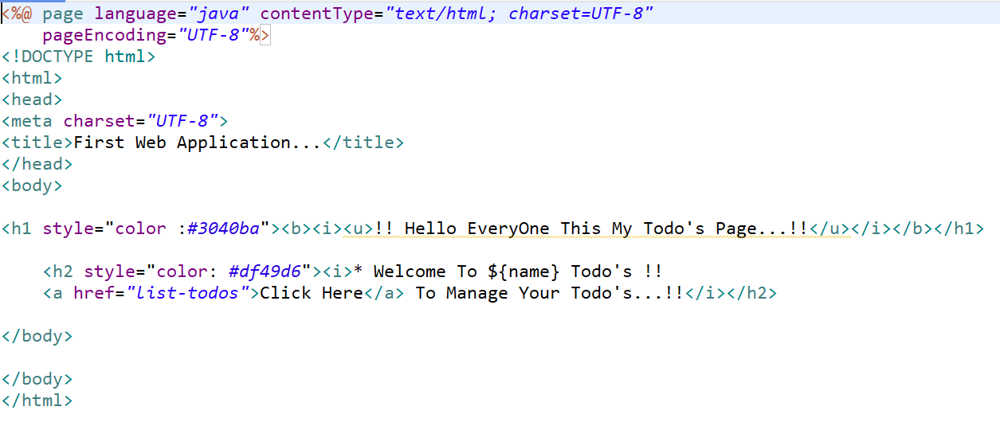 <%@ page language="java" contentType="text/html; charset=UTF-8"
    pageEncoding="UTF-8"%>
<!DOCTYPE html>
<html>
<head>
<meta charset="UTF-8">
<title>First Web Application...</title>
</head>
<body>
<h1 style="color :#3040ba"><b><i><u>!! Hello EveryOne This My Todo's Page...!!</u></i></b></h1>
    <h2 style="color: #df49d6"><i>* Welcome To ${name} Todo's !!
    <a href="list-todos">Click Here</a> To Manage Your Todo's...!!</i></h2>
</body>
</body>
</html>